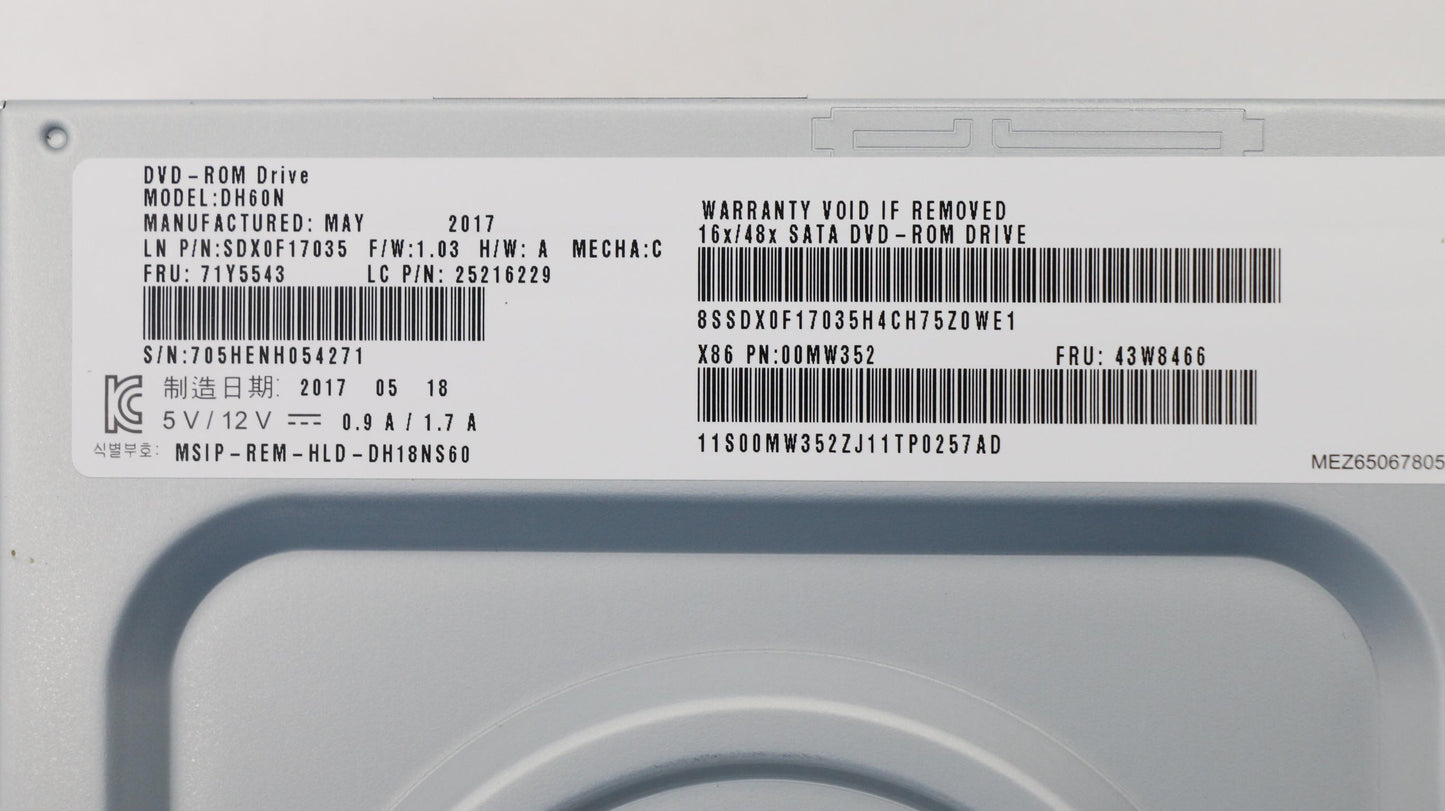 DVD-ROM Drive
MODEL:DH60N
MANUFACTURED: MAY 2017
LN P/N:SDX0F17035 F/W:1.03 H/W: A MECHA:C
FRU: 71Y5543 LC P/N: 25216229
S/N:705HENH054271
制造日期: 2017 05 18
5 V / 12 V 0.9 A / 1.7 A
식별부호: MSIP-REM-HLD-DH18NS60
WARRANTY VOID IF REMOVED
16x/48x SATA DVD-ROM DRIVE
8SSDX0F17035H4CH75Z0WE1
X86 PN:00MW352 FRU: 43W8466
11S00MW352ZJ11TP0257AD
MEZ65067805